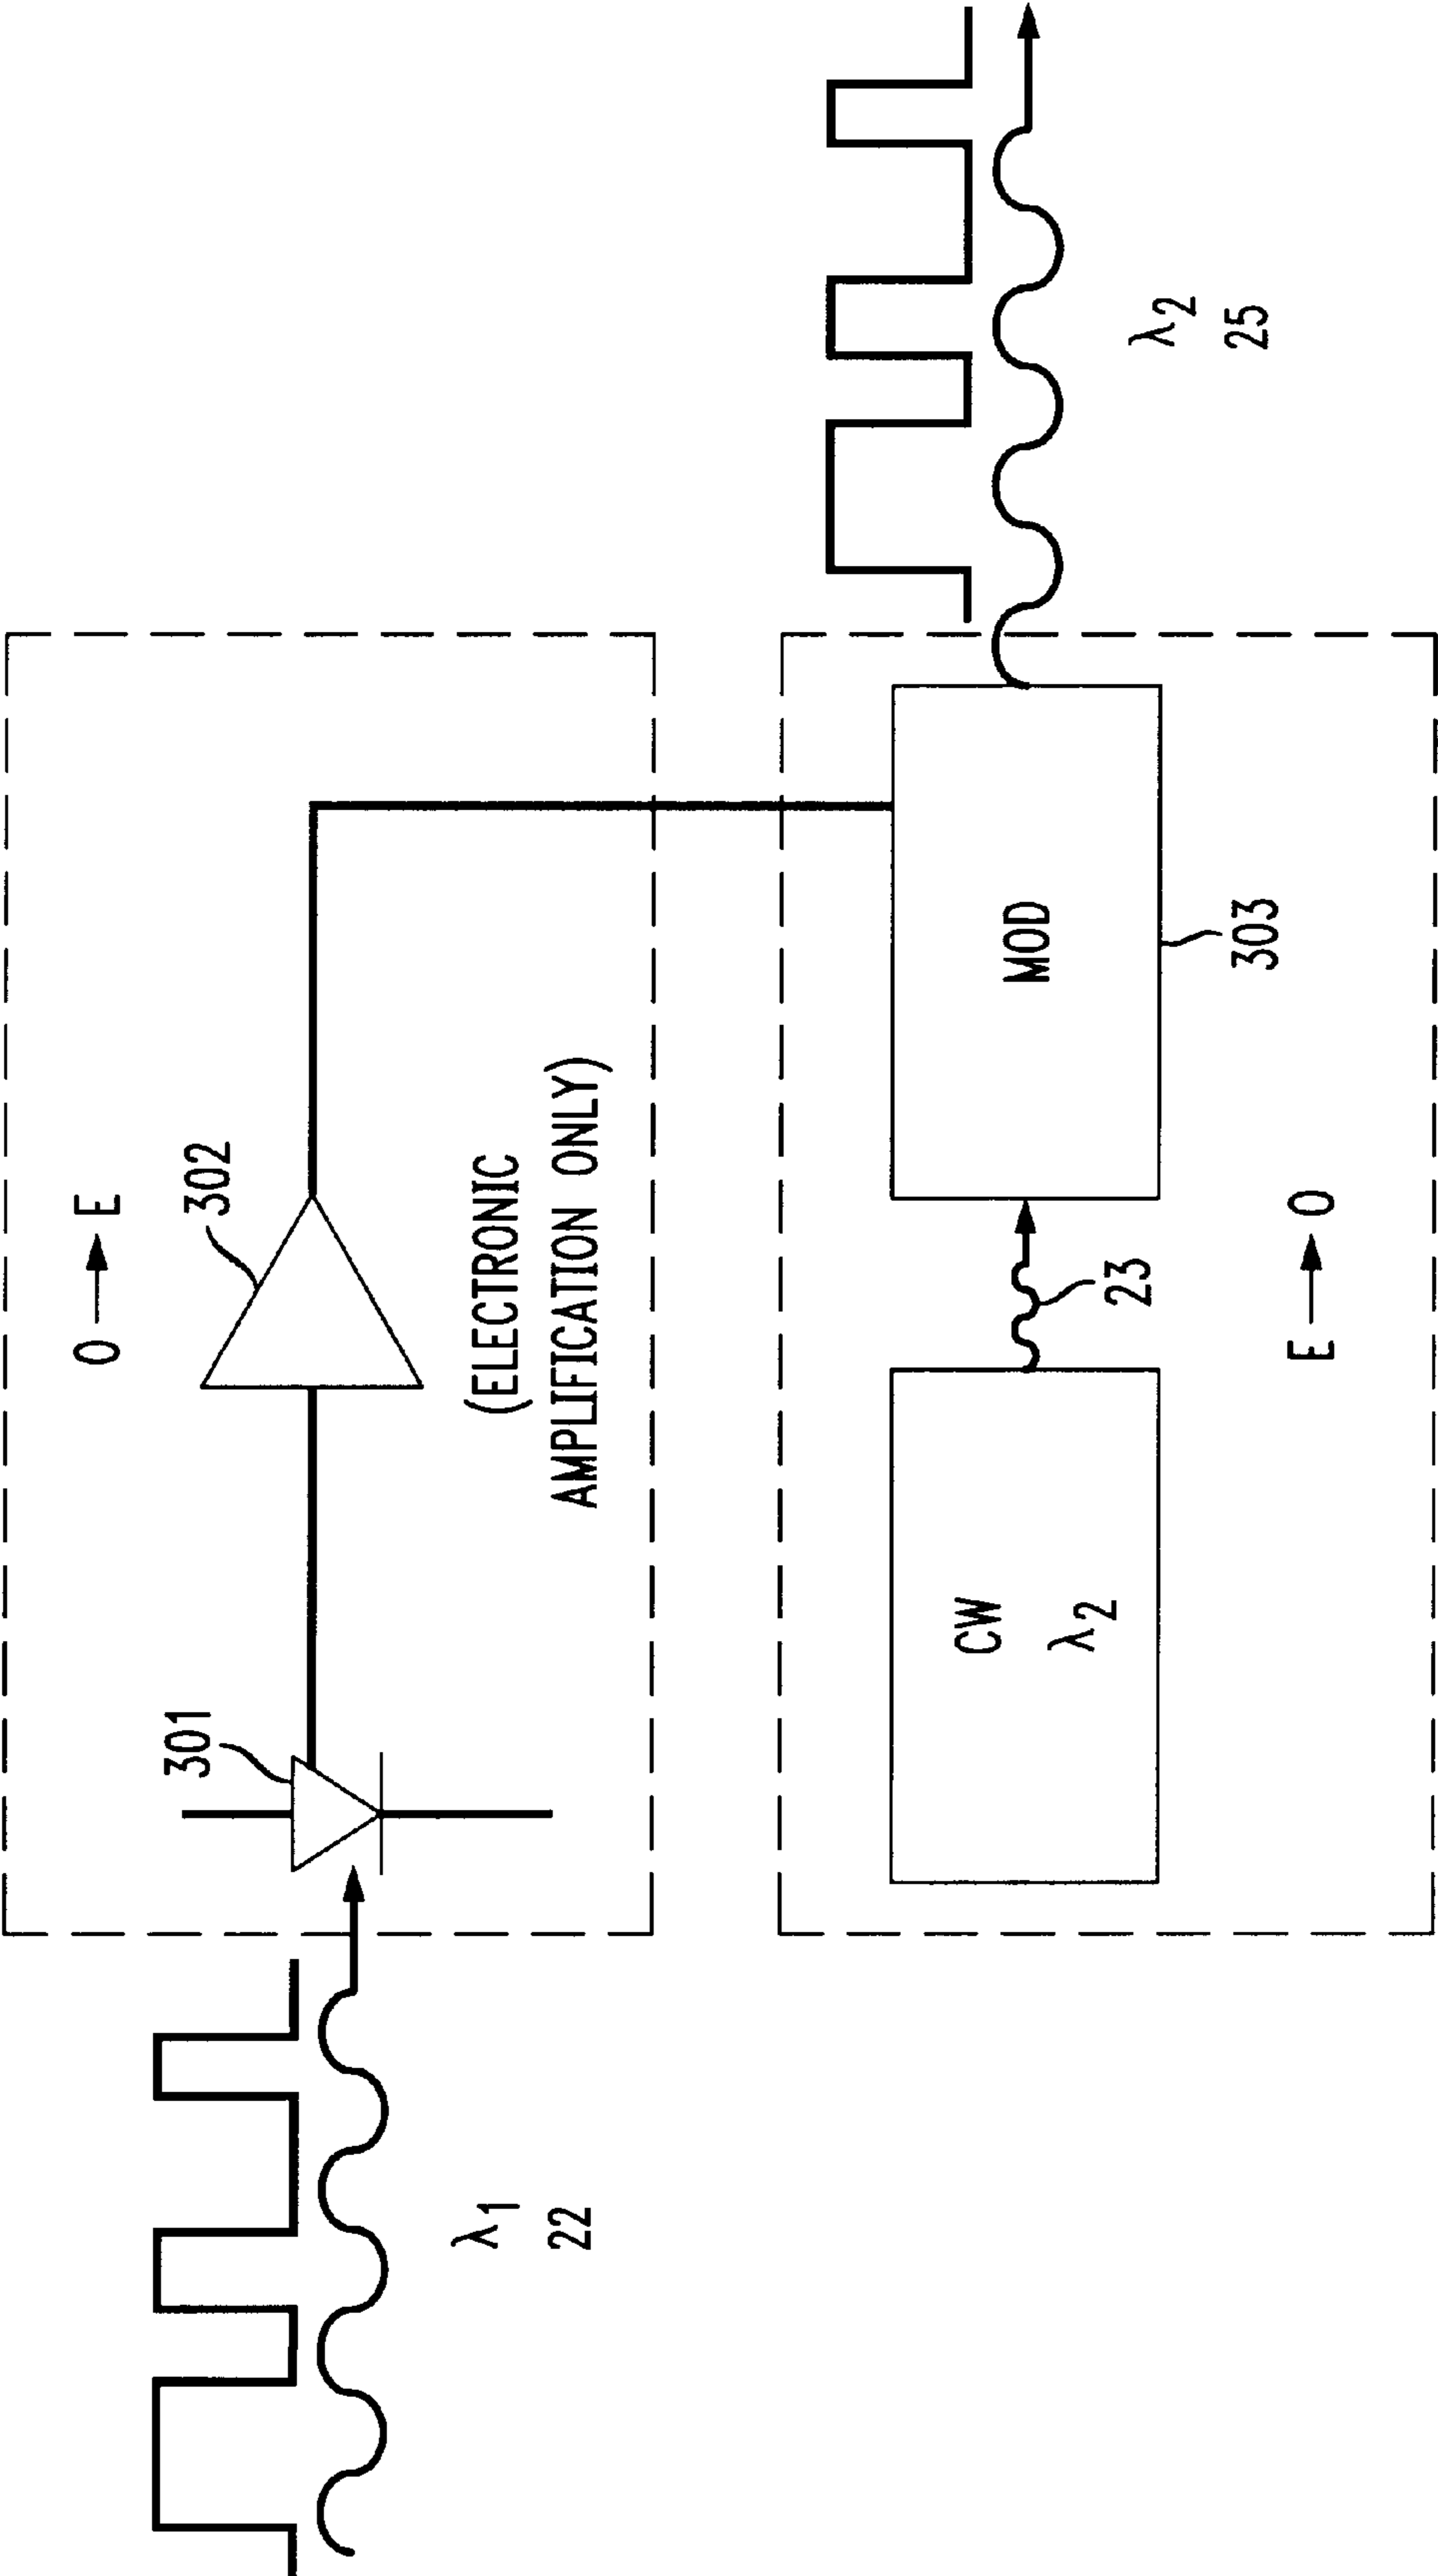 O → E
301
302
(ELECTRONIC
AMPLIFICATION ONLY)
λ1
22
CW
λ2
23
MOD
303
E → O
λ2
25